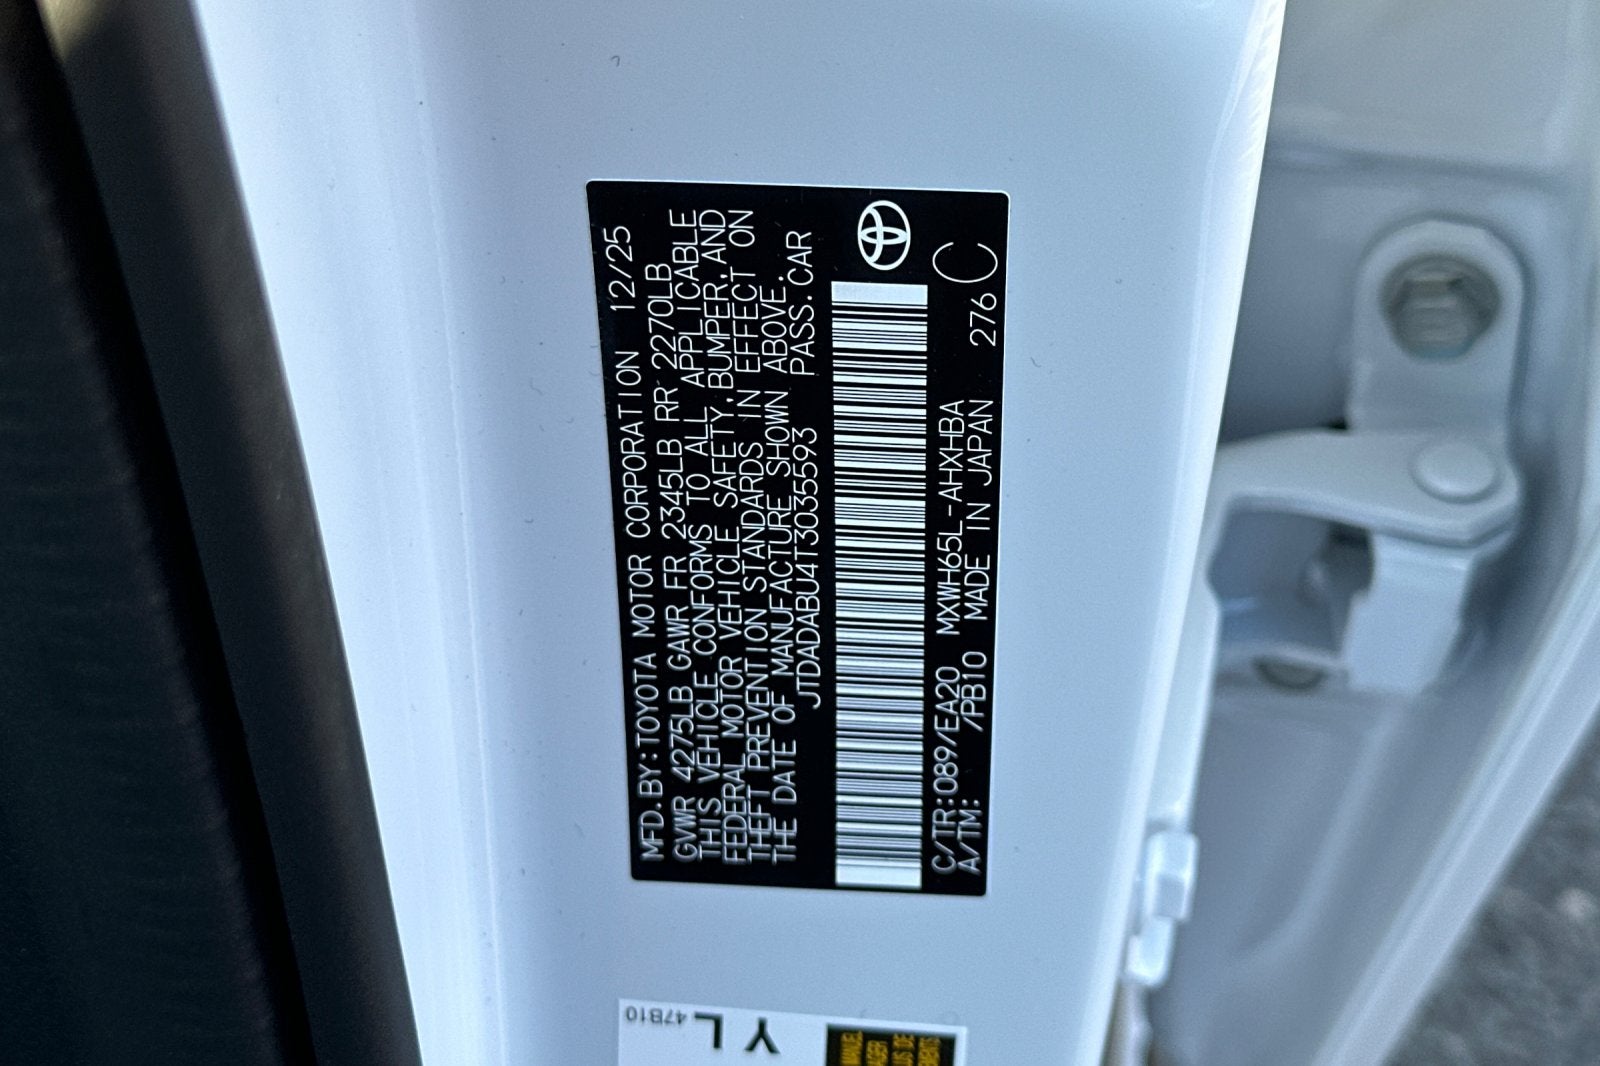 MFD.BY:TOYOTA MOTOR CORPORATION 12/25
GVWR 4275LB GAWR FR 2345LB RR 2270LB
THIS VEHICLE CONFORMS TO ALL APPLICABLE
FEDERAL MOTOR VEHICLE SAFETY,BUMPER,AND
THEFT PREVENTION STANDARDS IN EFFECT ON
THE DATE OF MANUFACTURE SHOWN ABOVE.
JTDADABU4T3035593 PASS.CAR
C/TR:089/EA20 MXWH65L-AHXHBA
A/TM: /PB10 MADE IN JAPAN 276 C
47B10
YL